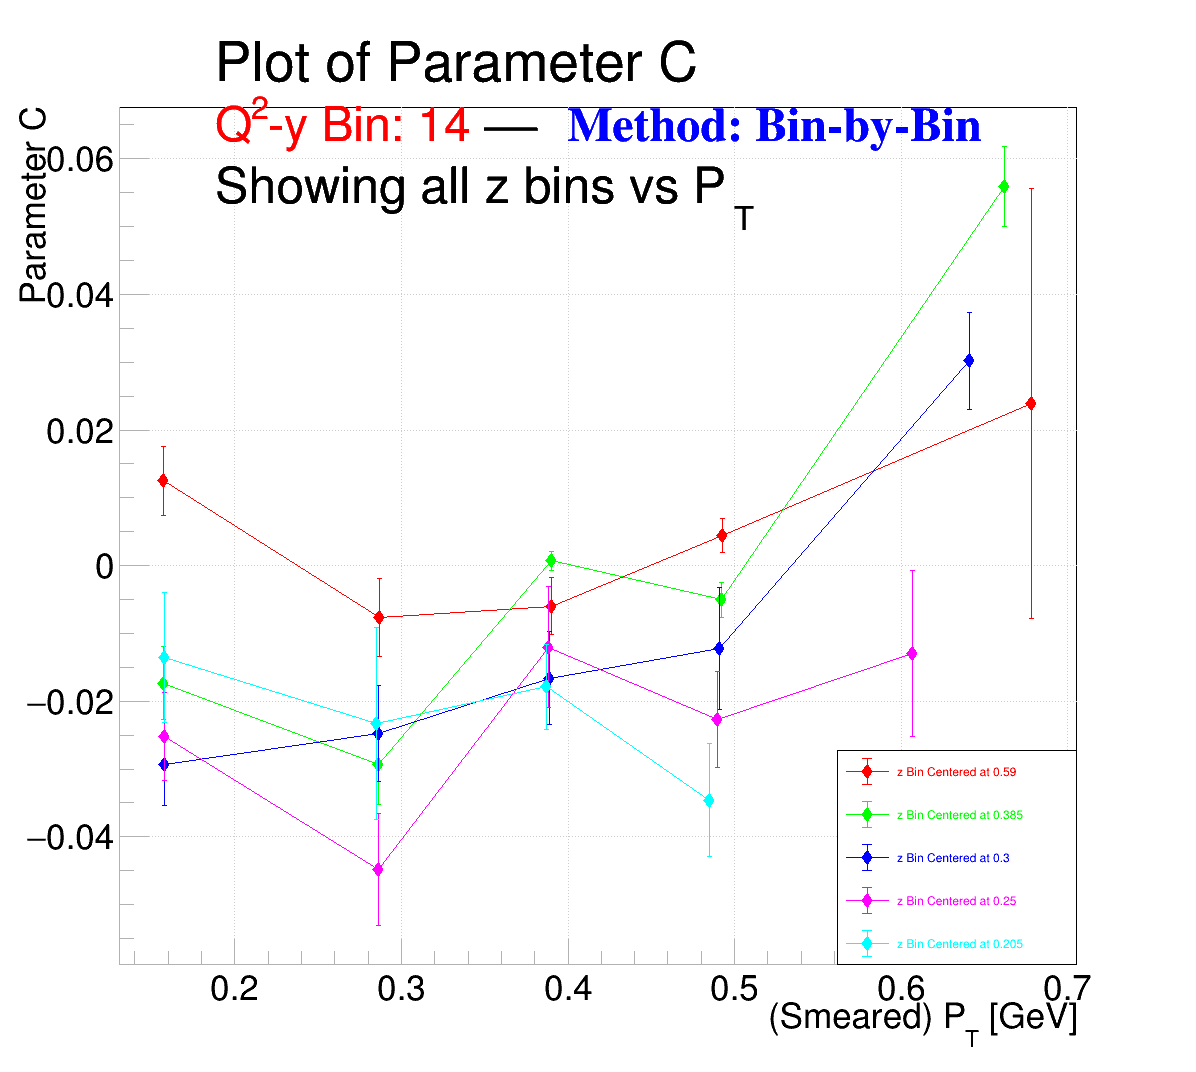 Plot of Parameter C
Q²-y Bin: 14 — Method: Bin-by-Bin
Showing all z bins vs P_T
Parameter C
0.06
0.04
0.02
0
−0.02
−0.04
z Bin Centered at 0.59
z Bin Centered at 0.385
z Bin Centered at 0.3
z Bin Centered at 0.25
z Bin Centered at 0.205
0.2 0.3 0.4 0.5 0.6 0.7
(Smeared) P_T [GeV]